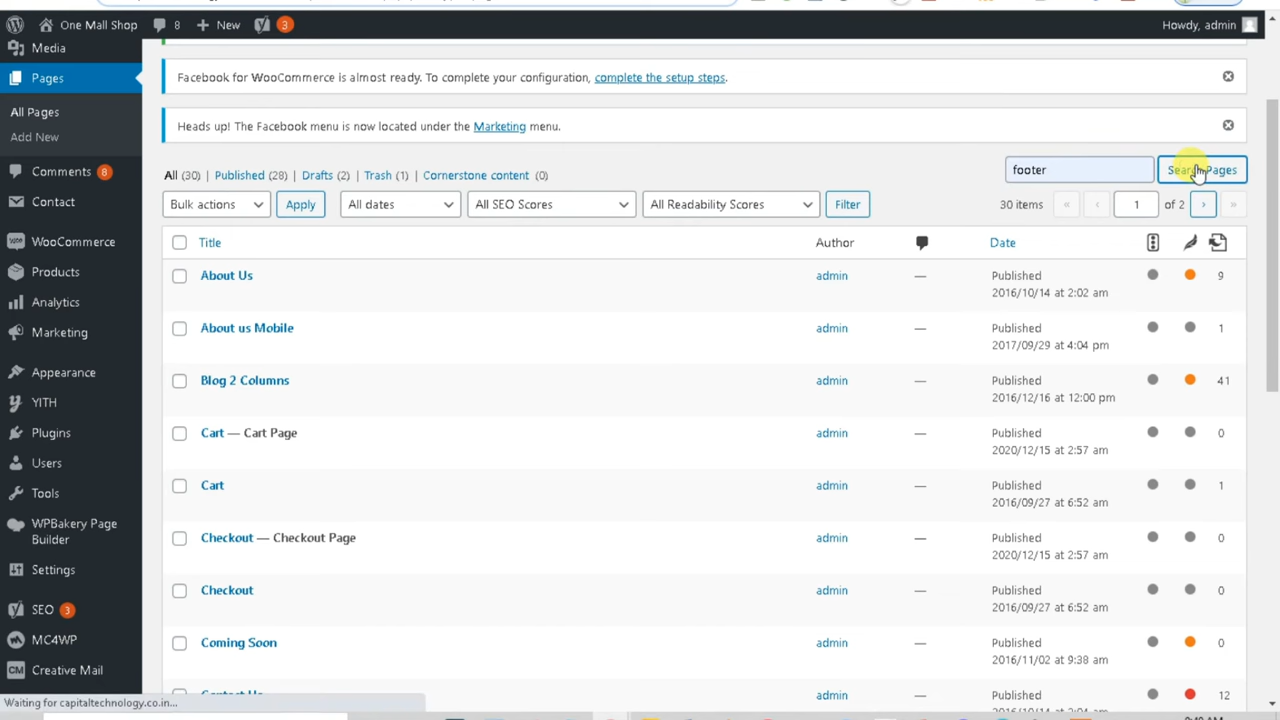 One Mall Shop 8 New 3 Howdy, admin
Media
Pages
All Pages
Add New
Comments 8
Contact
WooCommerce
Products
Analytics
Marketing
Appearance
YITH
Plugins
Users
Tools
WPBakery Page
Builder
Settings
SEO 3
MC4WP
Creative Mail
Facebook for WooCommerce is almost ready. To complete your configuration, complete the setup steps.
Heads up! The Facebook menu is now located under the Marketing menu.
All (30) | Published (28) | Drafts (2) | Trash (1) | Cornerstone content (0)
footer Search Pages
Bulk actions Apply All dates All SEO Scores All Readability Scores Filter 30 items « ‹ 1 of 2 › »
Title Author Date
About Us admin — Published 9
2016/10/14 at 2:02 am
About us Mobile admin — Published 1
2017/09/29 at 4:04 pm
Blog 2 Columns admin — Published 41
2016/12/16 at 12:00 pm
Cart — Cart Page admin — Published 0
2020/12/15 at 2:57 am
Cart admin — Published 1
2016/09/27 at 6:52 am
Checkout — Checkout Page admin — Published 0
2020/12/15 at 2:57 am
Checkout admin — Published 0
2016/09/27 at 6:52 am
Coming Soon admin — Published 0
2016/11/02 at 9:38 am
Contact Us admin — Published 12
Waiting for capitaltechnology.co.in...